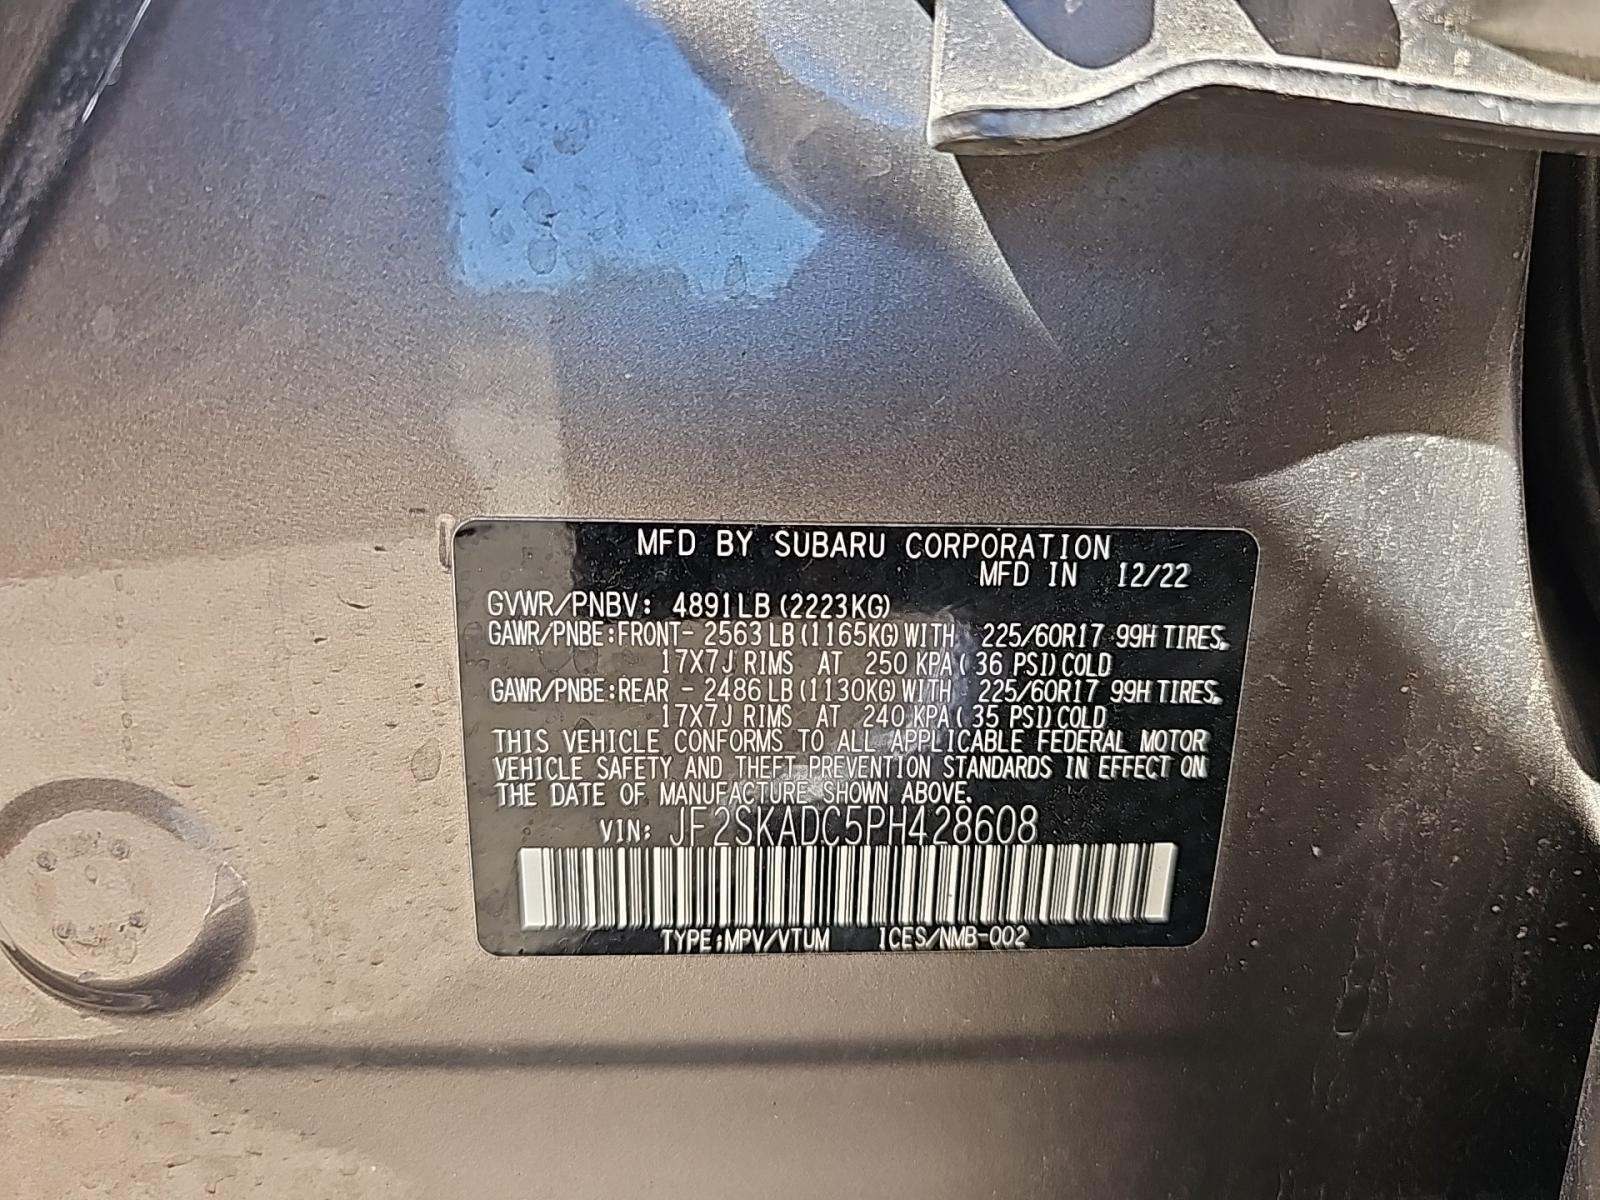 MFD BY SUBARU CORPORATION
MFD IN 12/22
GVWR/PNBV: 4891LB(2223KG)
GAWR/PNBE:FRONT- 2563LB(1165KG)WITH 225/60R17 99H TIRES,
17X7J RIMS AT 250 KPA( 36 PSI)COLD
GAWR/PNBE:REAR - 2486LB(1130KG)WITH 225/60R17 99H TIRES,
17X7J RIMS AT 240 KPA( 35 PSI)COLD
THIS VEHICLE CONFORMS TO ALL APPLICABLE FEDERAL MOTOR
VEHICLE SAFETY AND THEFT PREVENTION STANDARDS IN EFFECT ON
THE DATE OF MANUFACTURE SHOWN ABOVE.
VIN: JF2SKADC5PH428608
TYPE:MPV/VTUM ICES/NMB-002